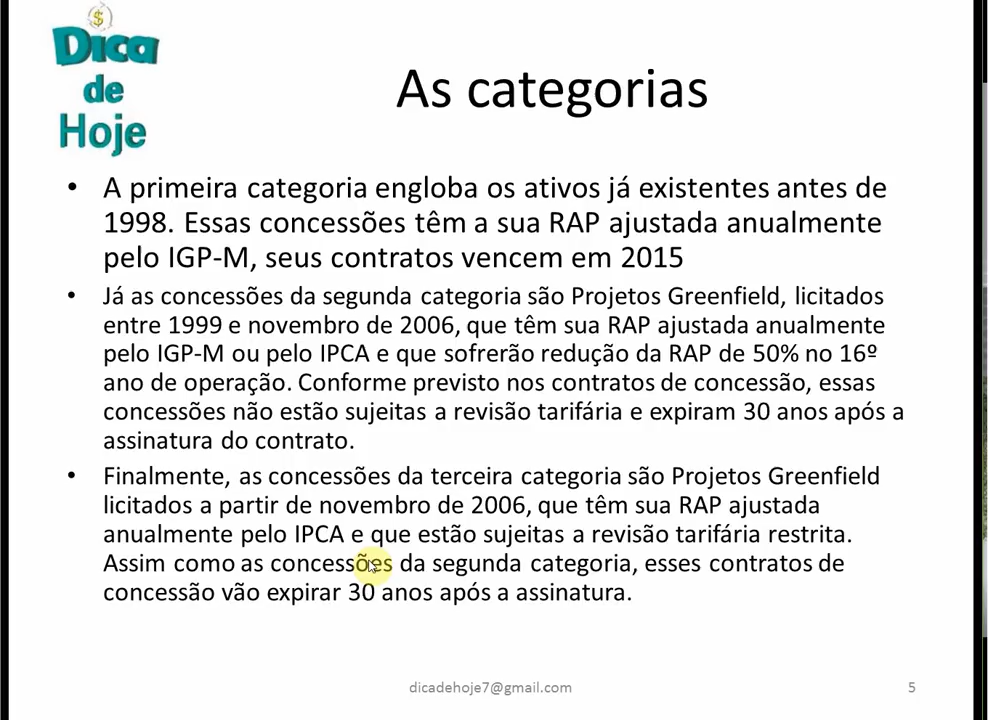 $
Dica
de
Hoje
As categorias
• A primeira categoria engloba os ativos já existentes antes de
1998. Essas concessões têm a sua RAP ajustada anualmente
pelo IGP-M, seus contratos vencem em 2015
• Já as concessões da segunda categoria são Projetos Greenfield, licitados
entre 1999 e novembro de 2006, que têm sua RAP ajustada anualmente
pelo IGP-M ou pelo IPCA e que sofrerão redução da RAP de 50% no 16º
ano de operação. Conforme previsto nos contratos de concessão, essas
concessões não estão sujeitas a revisão tarifária e expiram 30 anos após a
assinatura do contrato.
• Finalmente, as concessões da terceira categoria são Projetos Greenfield
licitados a partir de novembro de 2006, que têm sua RAP ajustada
anualmente pelo IPCA e que estão sujeitas a revisão tarifária restrita.
Assim como as concessões da segunda categoria, esses contratos de
concessão vão expirar 30 anos após a assinatura.
dicadehoje7@gmail.com
5